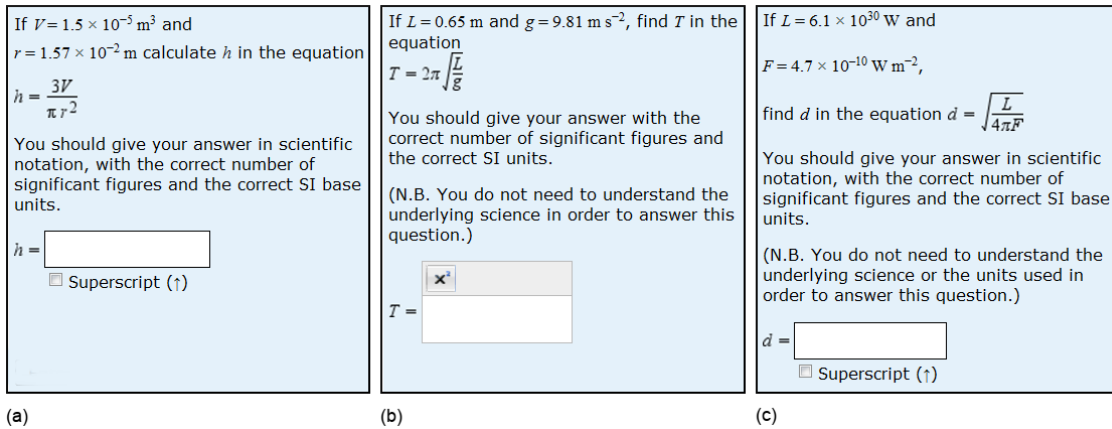 If V = 1.5 × 10⁻⁵ m³ and
r = 1.57 × 10⁻² m calculate h in the equation
h = 3V / π r²
You should give your answer in scientific
notation, with the correct number of
significant figures and the correct SI base
units.
h =
Superscript (↑)
(a)
If L = 0.65 m and g = 9.81 m s⁻², find T in the
equation
T = 2π √(L/g)
You should give your answer with the
correct number of significant figures and
the correct SI units.
(N.B. You do not need to understand the
underlying science in order to answer this
question.)
x²
T =
(b)
If L = 6.1 × 10³⁰ W and
F = 4.7 × 10⁻¹⁰ W m⁻²,
find d in the equation d = √(L/4πF)
You should give your answer in scientific
notation, with the correct number of
significant figures and the correct SI base
units.
(N.B. You do not need to understand the
underlying science or the units used in
order to answer this question.)
d =
Superscript (↑)
(c)